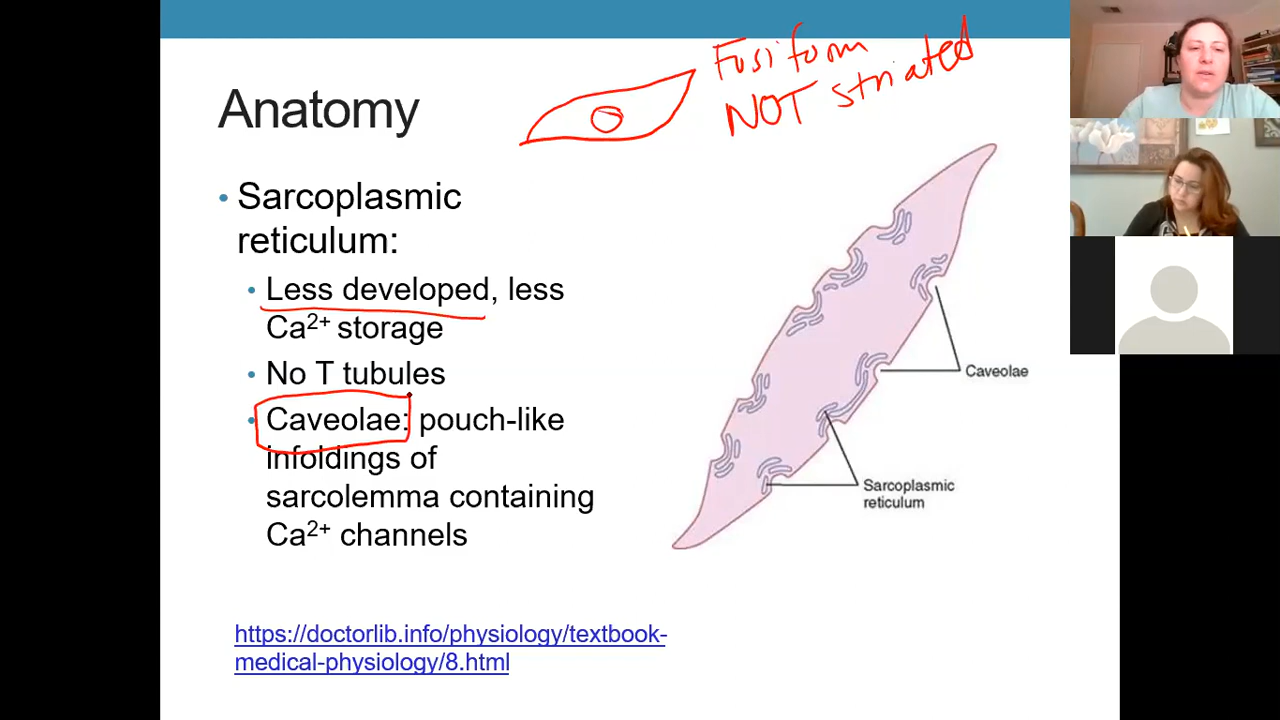 Fusiform
NOT striated
Anatomy
• Sarcoplasmic
reticulum:
• Less developed, less
Ca²⁺ storage
• No T tubules
• Caveolae: pouch-like
infoldings of
sarcolemma containing
Ca²⁺ channels
Caveolae
Sarcoplasmic
reticulum
https://doctorlib.info/physiology/textbook-
medical-physiology/8.html